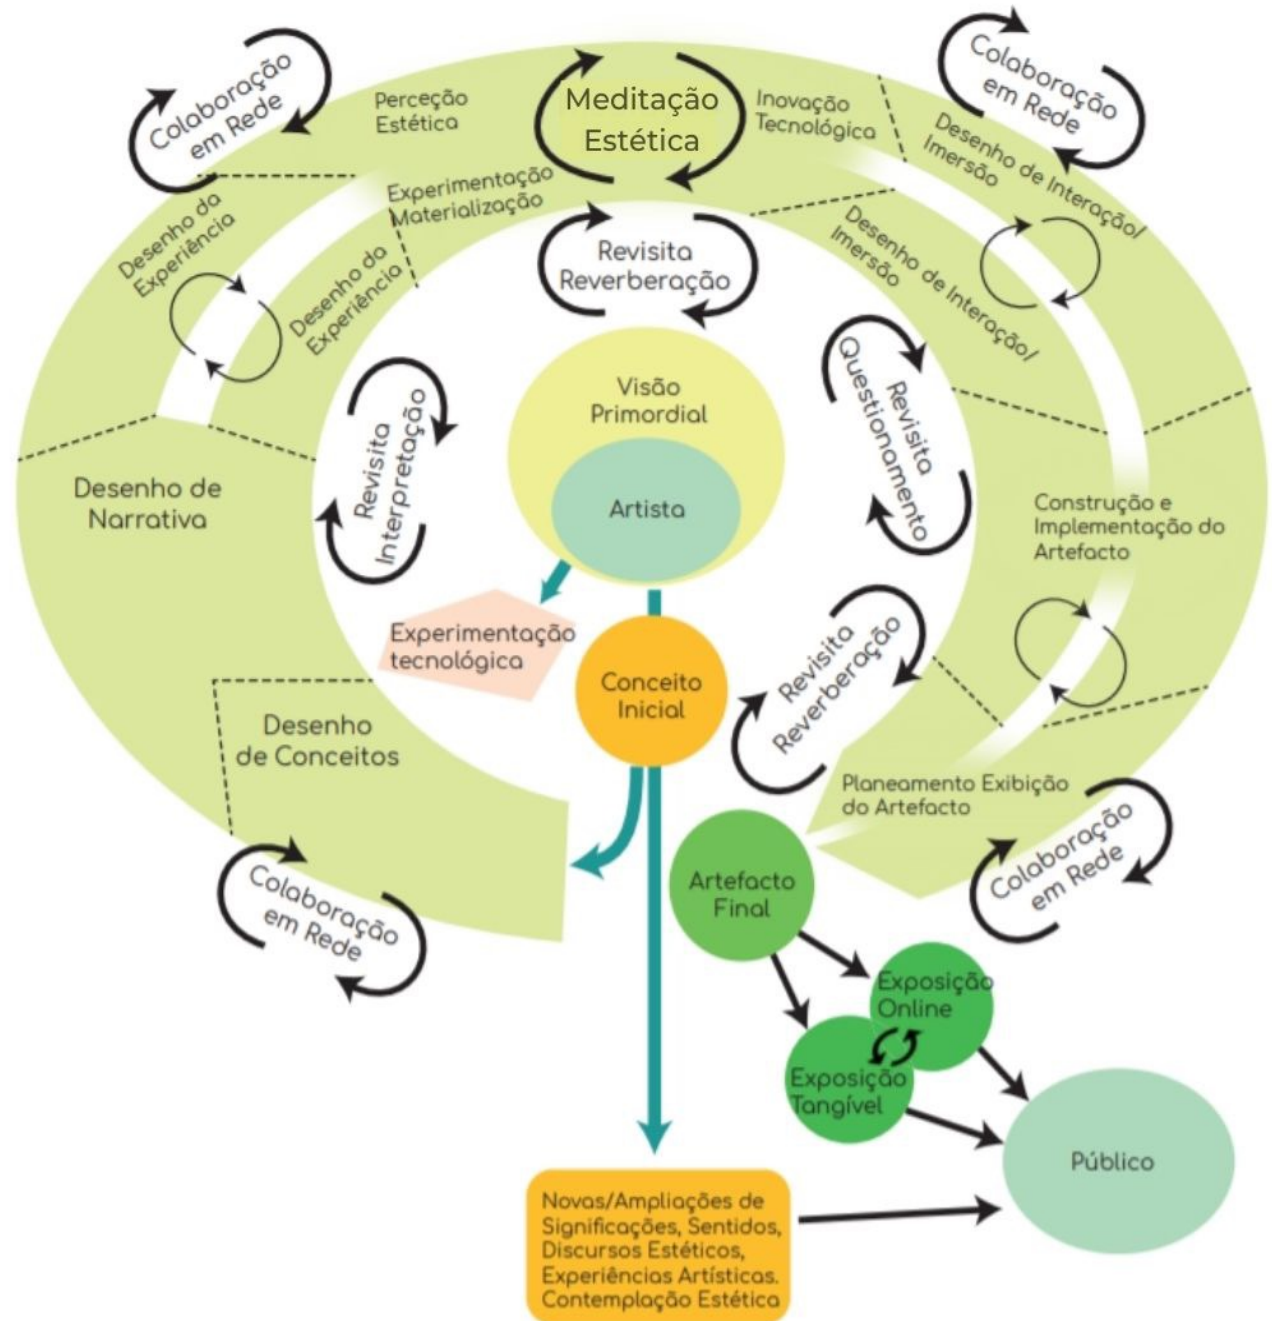 Colaboração
em Rede
Perceção
Estética
Meditação
Estética
Inovação
Tecnológica
Colaboração
em Rede
Desenho de Interação/
Imersão
Desenho da
Experiência
Experimentação
Materialização
Desenho da
Experiência
Revisita
Reverberação
Desenho de Interação/
Imersão
Visão
Primordial
Artista
Revisita
Interpretação
Revisita
Questionamento
Desenho de
Narrativa
Construção e
Implementação do
Artefacto
Experimentação
tecnológica
Conceito
Inicial
Revisita
Reverberação
Desenho
de Conceitos
Planeamento Exibição
do Artefacto
Colaboração
em Rede
Colaboração
em Rede
Artefacto
Final
Exposição
Online
Exposição
Tangível
Público
Novas/Ampliações de
Significações, Sentidos,
Discursos Estéticos,
Experiências Artísticas.
Contemplação Estética